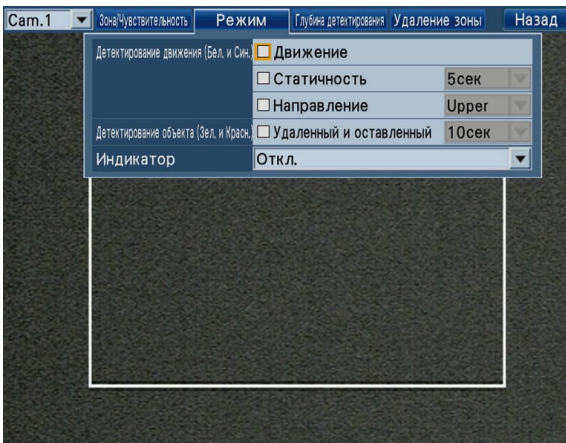 Cam.1 Зона/Чувствительность Режим Глубина детектирования Удаление зоны Назад
Детектирование движения (Бел. и Син.) Движение
Статичность 5сек
Направление Upper
Детектирование объекта (Зел. и Красн.) Удаленный и оставленный 10сек
Индикатор Откл.